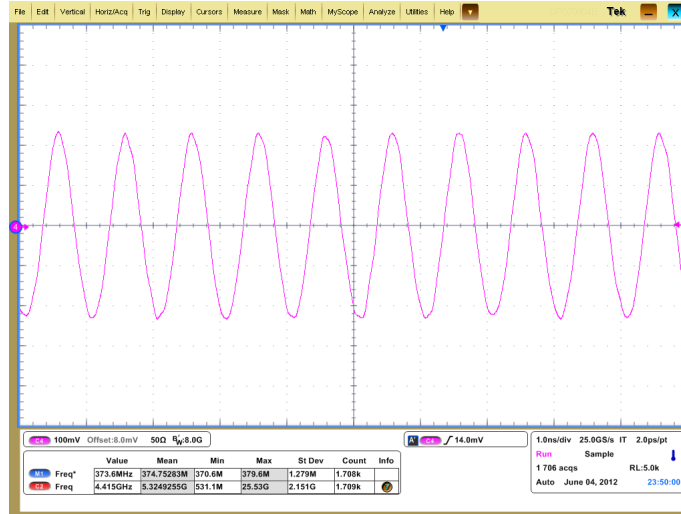 File Edit Vertical Horiz/Acq Trig Display Cursors Measure Mask Math MyScope Analyze Utilities Help Tek X
4
C4 100mV Offset:8.0mV 50Ω BW:8.0G
A' C4 14.0mV
1.0ns/div 25.0GS/s IT 2.0ps/pt
Run Sample
1 706 acqs RL:5.0k
Auto June 04, 2012 23:50:00
Value Mean Min Max St Dev Count Info
M1 Freq* 373.6MHz 374.75283M 370.6M 379.6M 1.279M 1.708k
C2 Freq 4.415GHz 5.3249255G 531.1M 25.53G 2.151G 1.709k